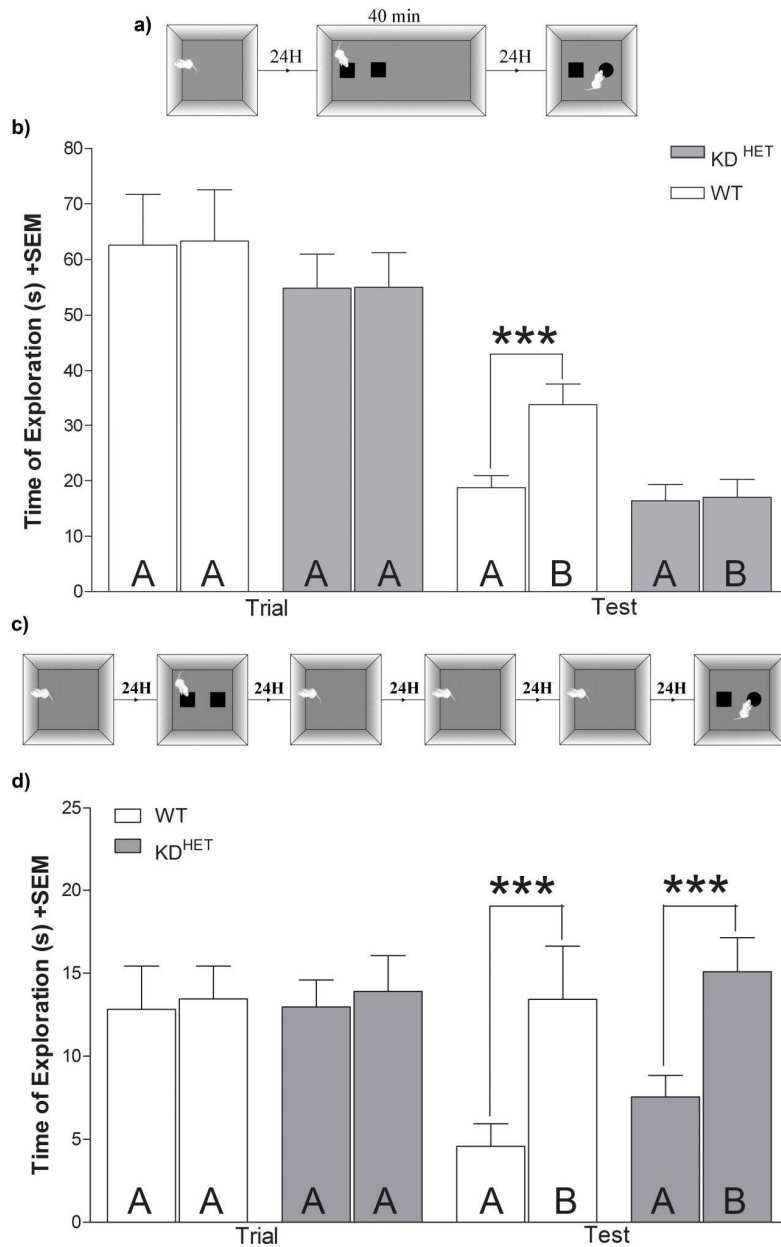 a)
40 min
24H 24H
b)
Time of Exploration (s) +SEM
80
70
60
50
40
30
20
10
0
KD HET
WT
***
A A A A A B A B
Trial Test
c)
24H 24H 24H 24H 24H
d)
Time of Exploration (s) +SEM
25
20
15
10
5
0
WT
KD HET
*** ***
A A A A A B A B
Trial Test